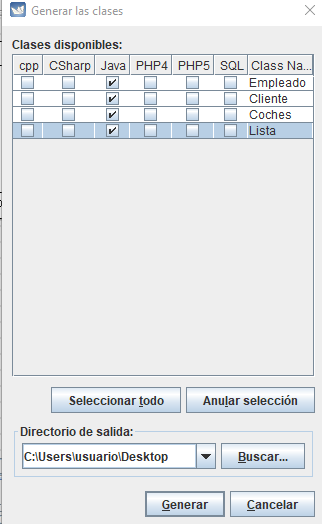 Generar las clases
Clases disponibles:
cpp CSharp Java PHP4 PHP5 SQL Class Na...
Empleado
Cliente
Coches
Lista
Seleccionar todo Anular selección
Directorio de salida:
C:\Users\usuario\Desktop Buscar...
Generar Cancelar